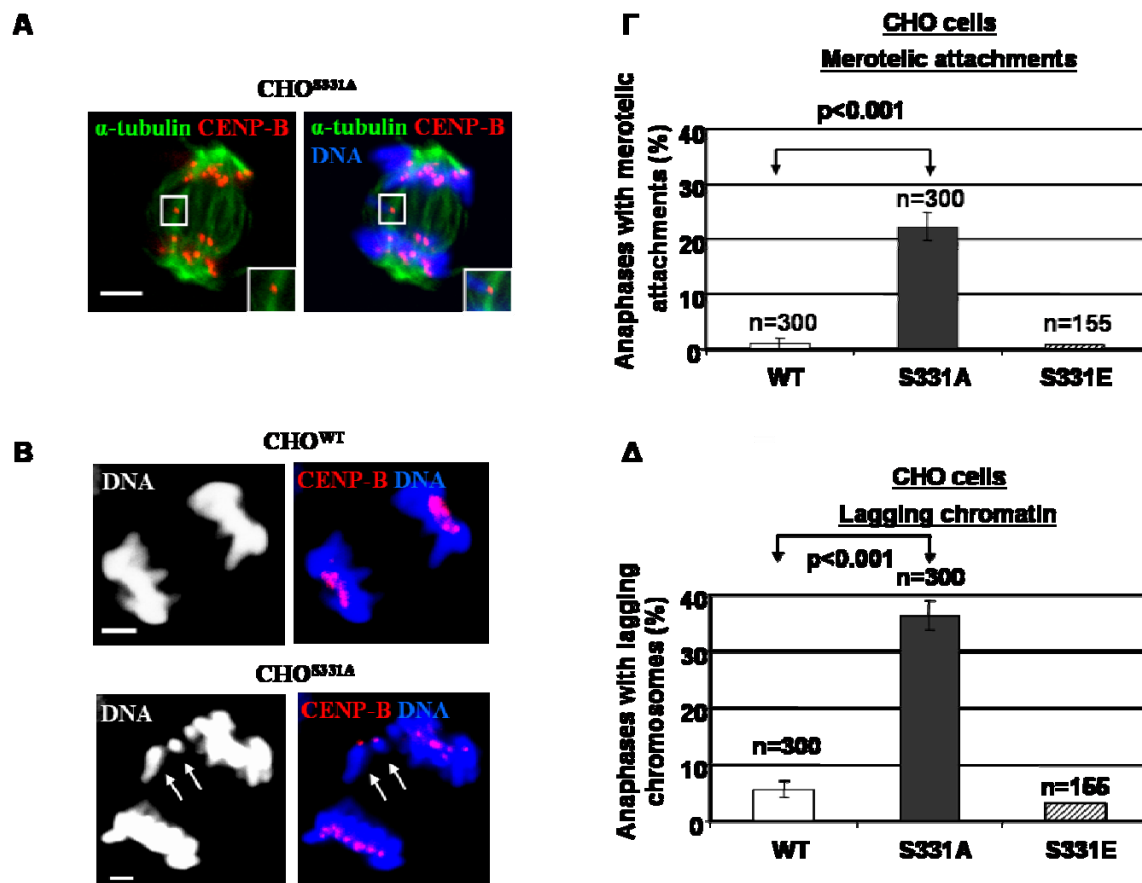 A
CHO^S331A
α-tubulin CENP-B
α-tubulin CENP-B
DNA
B
CHO^WT
DNA
CENP-B DNA
CHO^S331A
DNA
CENP-B DNA
Γ
CHO cells
Merotelic attachments
p<0.001
Anaphases with merotelic
attachments (%)
40
30
20
10
0
n=300
n=300
n=155
WT
S331A
S331E
Δ
CHO cells
Lagging chromatin
p<0.001
Anaphases with lagging
chromosomes (%)
40
30
20
10
0
n=300
n=300
n=155
WT
S331A
S331E